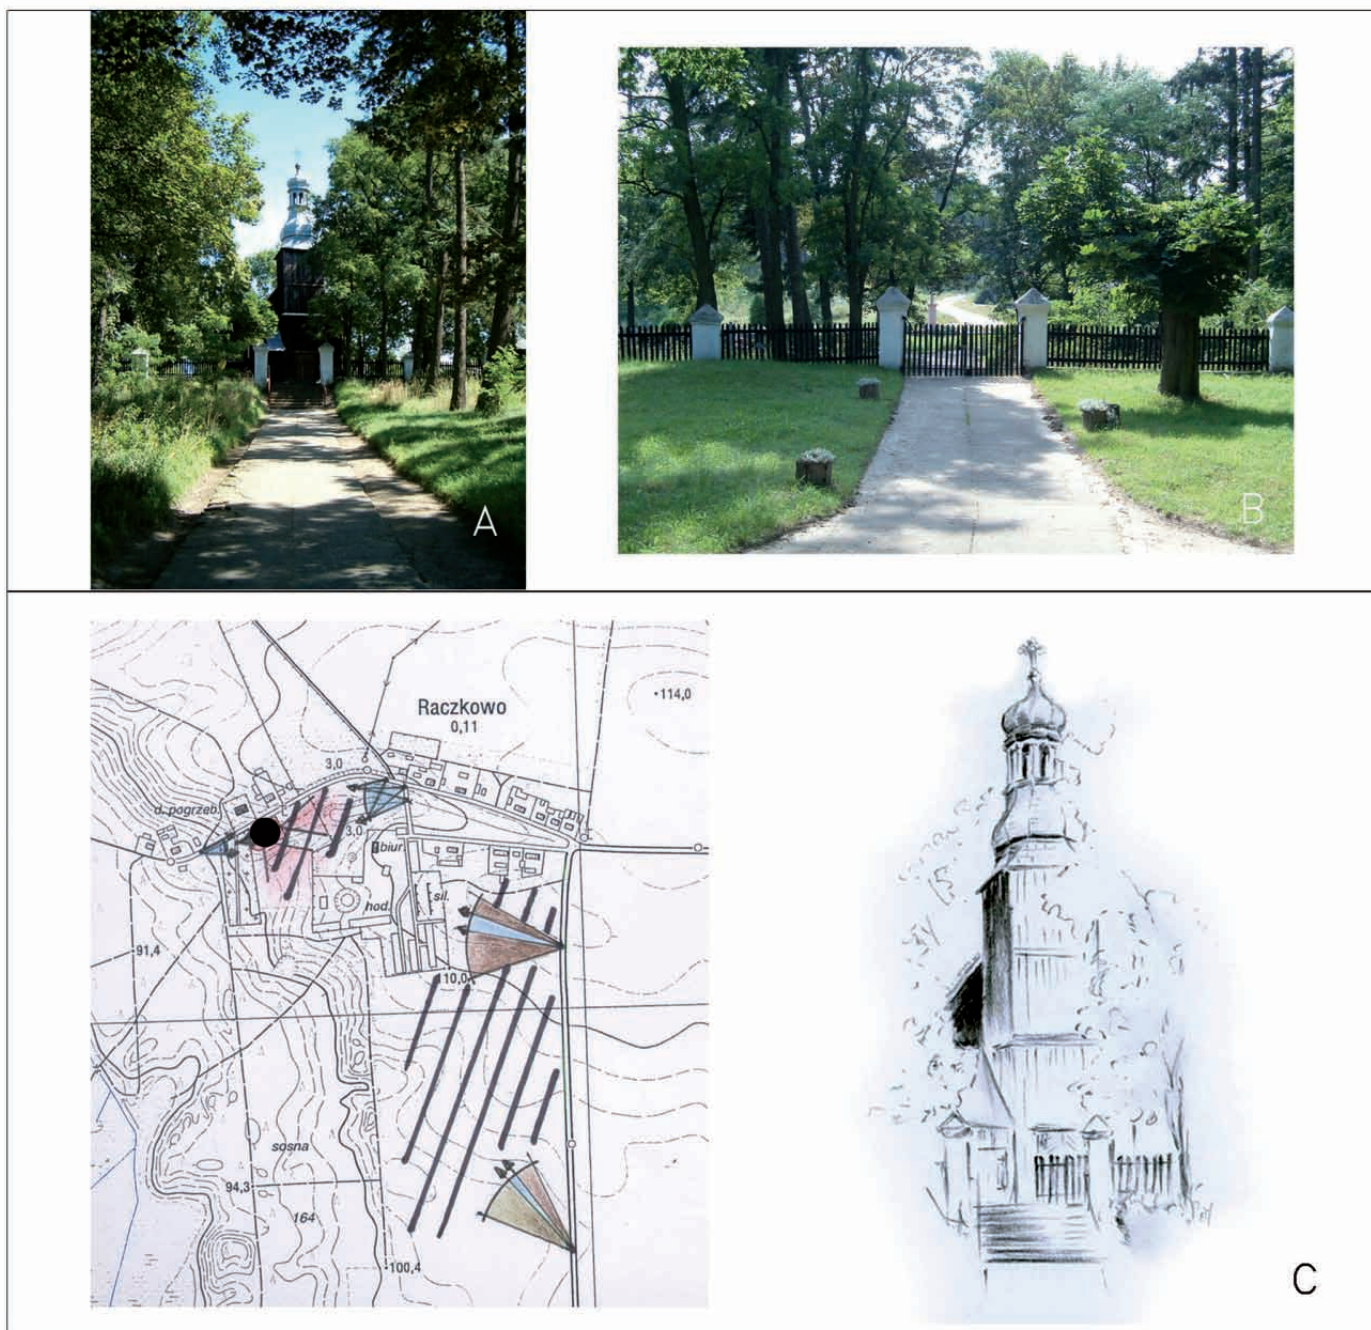 A
B
Raczkowo
0,11
114,0
3,0
d. pogrzeb.
3,0
biur.
sil.
hod.
91,4
110,0
sosna
94,3
164
100,4
C